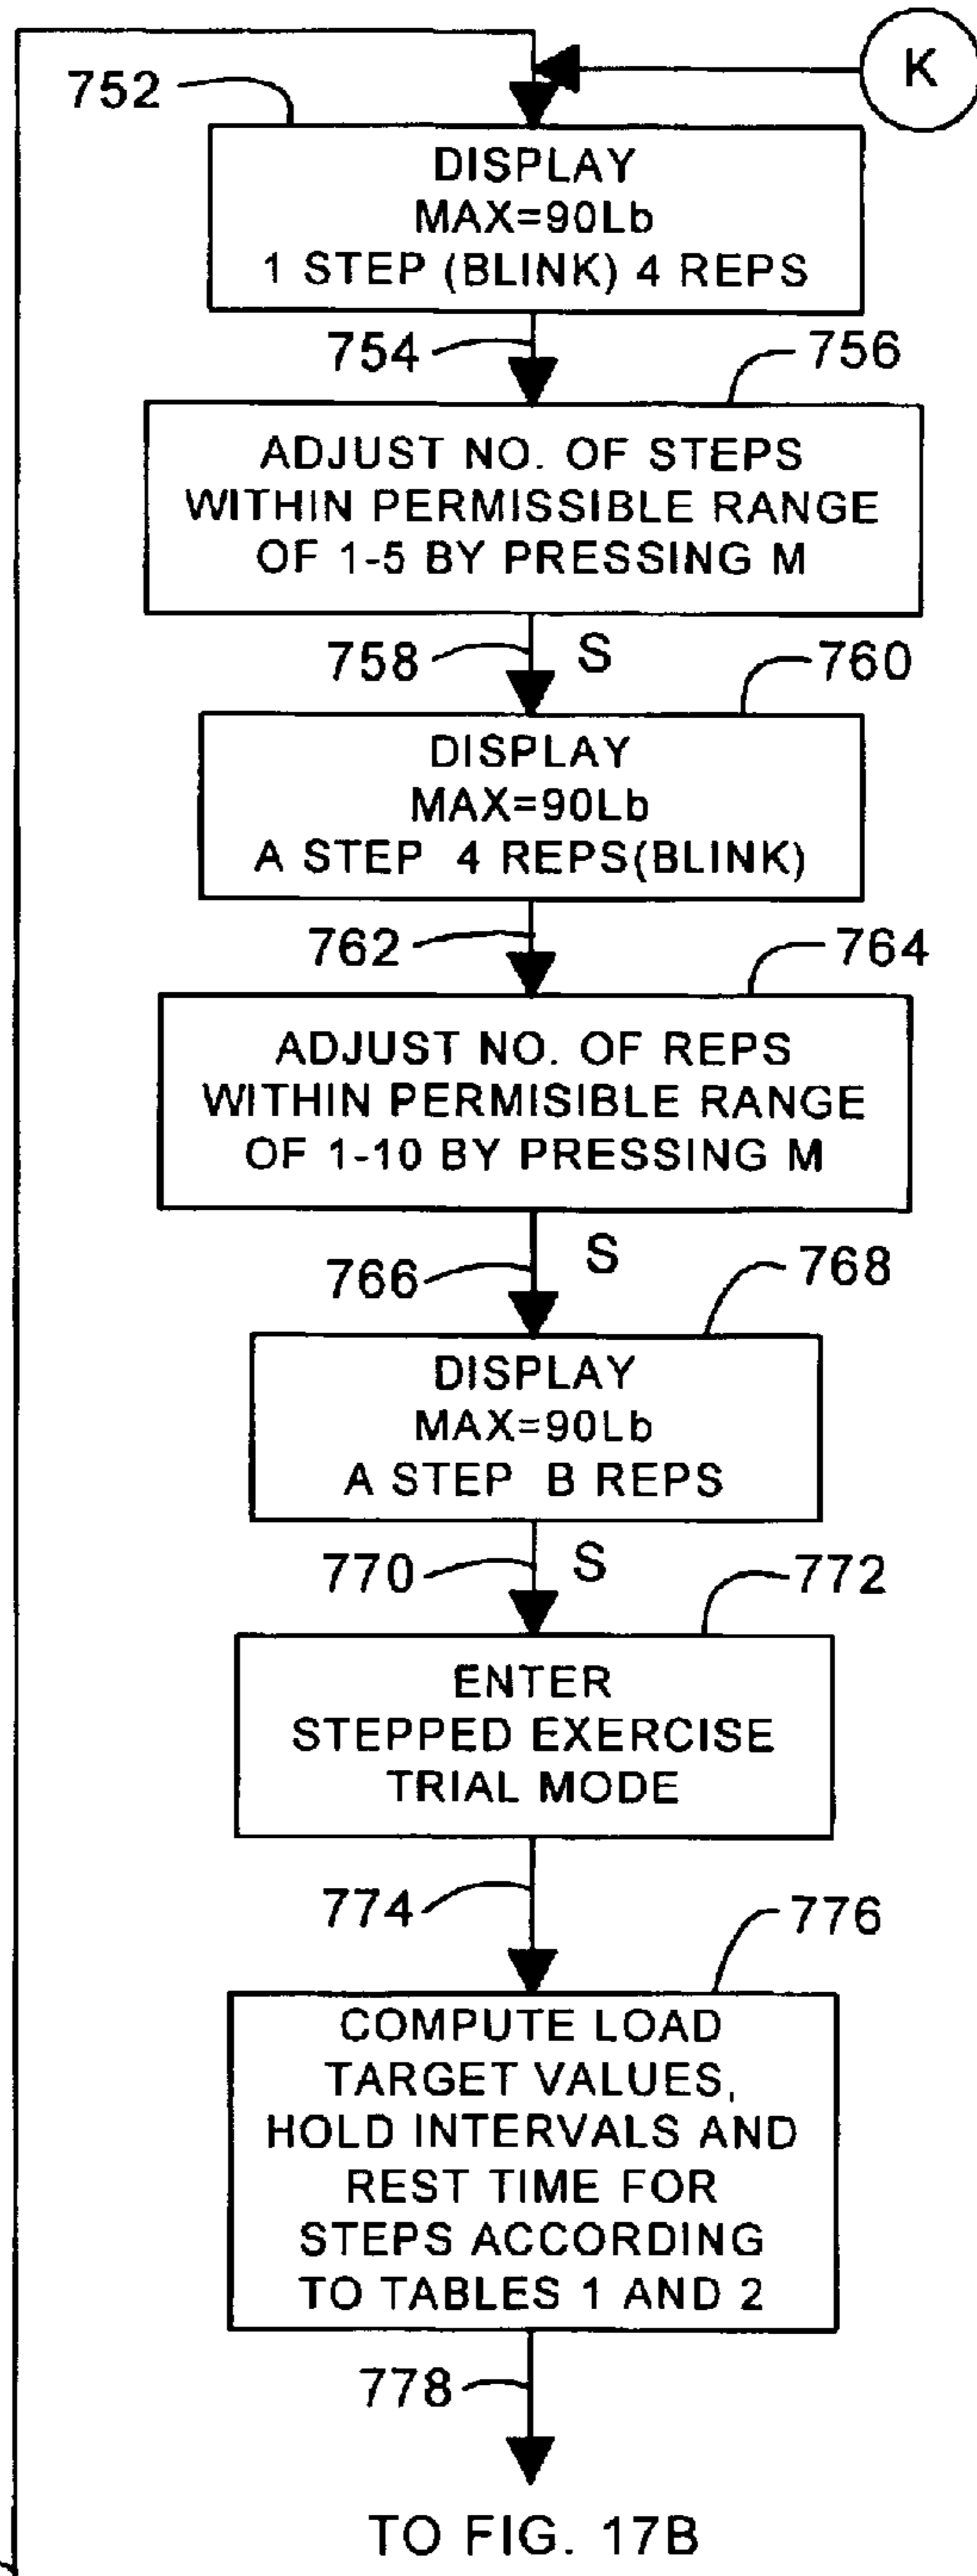 K
752
DISPLAY
MAX=90Lb
1 STEP (BLINK) 4 REPS
754
756
ADJUST NO. OF STEPS
WITHIN PERMISSIBLE RANGE
OF 1-5 BY PRESSING M
758 S
760
DISPLAY
MAX=90Lb
A STEP 4 REPS(BLINK)
762
764
ADJUST NO. OF REPS
WITHIN PERMISIBLE RANGE
OF 1-10 BY PRESSING M
766 S
768
DISPLAY
MAX=90Lb
A STEP B REPS
770 S
772
ENTER
STEPPED EXERCISE
TRIAL MODE
774
776
COMPUTE LOAD
TARGET VALUES,
HOLD INTERVALS AND
REST TIME FOR
STEPS ACCORDING
TO TABLES 1 AND 2
778
TO FIG. 17B